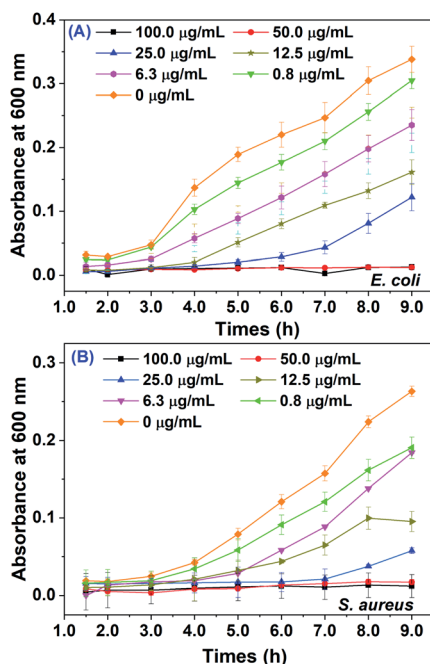 (A)
100.0 μg/mL 50.0 μg/mL
25.0 μg/mL 12.5 μg/mL
6.3 μg/mL 0.8 μg/mL
0 μg/mL
Absorbance at 600 nm
0.4
0.3
0.2
0.1
0.0
E. coli
1.0 2.0 3.0 4.0 5.0 6.0 7.0 8.0 9.0
Times (h)
(B)
100.0 μg/mL 50.0 μg/mL
25.0 μg/mL 12.5 μg/mL
6.3 μg/mL 0.8 μg/mL
0 μg/mL
Absorbance at 600 nm
0.3
0.2
0.1
0.0
S. aureus
1.0 2.0 3.0 4.0 5.0 6.0 7.0 8.0 9.0
Times (h)